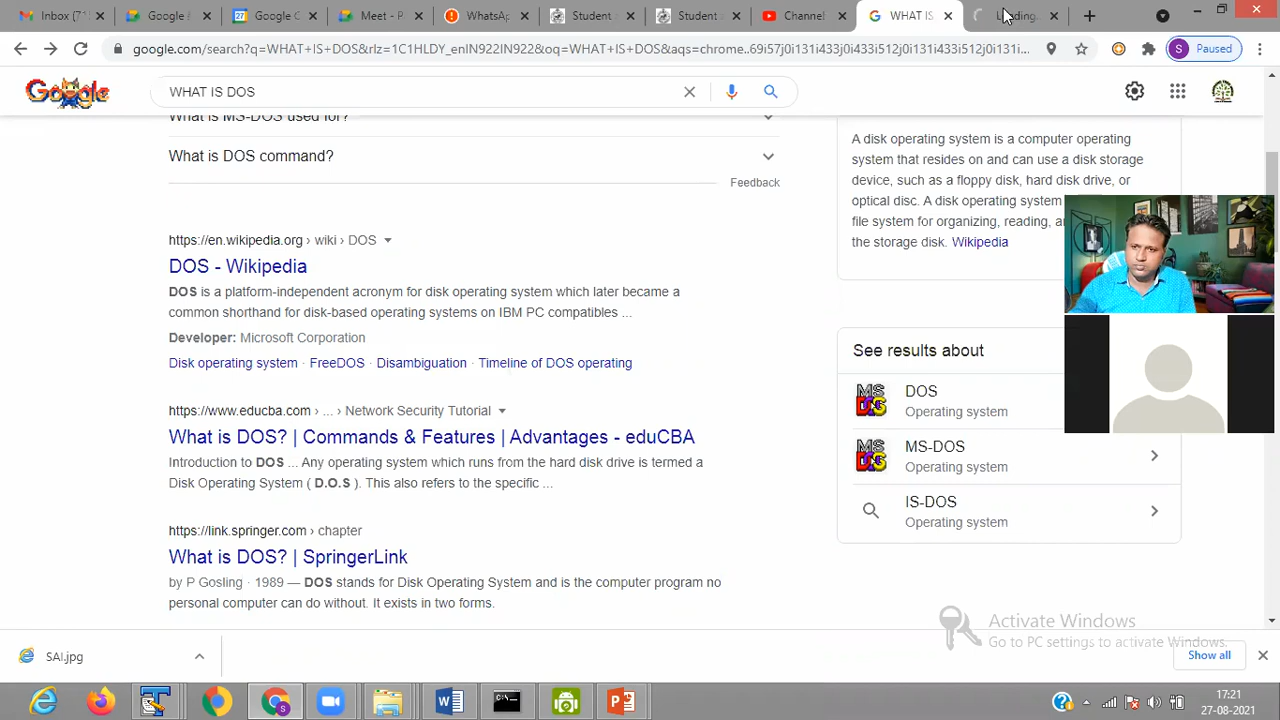 Inbox (71
Google
Google C
Meet - P
WhatsAp
Student a
Student a
Channel
WHAT IS
google.com/search?q=WHAT+IS+DOS&rlz=1C1HLDY_enIN922IN922&oq=WHAT+IS+DOS&aqs=chrome..69i57j0i131i433j0i433i512j0i131i...
S Paused
Google
WHAT IS DOS
What is MS-DOS used for?
What is DOS command?
Feedback
https://en.wikipedia.org › wiki › DOS
DOS - Wikipedia
DOS is a platform-independent acronym for disk operating system which later became a
common shorthand for disk-based operating systems on IBM PC compatibles ...
Developer: Microsoft Corporation
Disk operating system · FreeDOS · Disambiguation · Timeline of DOS operating
https://www.educba.com › ... › Network Security Tutorial
What is DOS? | Commands & Features | Advantages - eduCBA
Introduction to DOS ... Any operating system which runs from the hard disk drive is termed a
Disk Operating System ( D.O.S ). This also refers to the specific ...
https://link.springer.com › chapter
What is DOS? | SpringerLink
by P Gosling · 1989 — DOS stands for Disk Operating System and is the computer program no
personal computer can do without. It exists in two forms.
A disk operating system is a computer operating
system that resides on and can use a disk storage
device, such as a floppy disk, hard disk drive, or
optical disc. A disk operating system
file system for organizing, reading,
the storage disk. Wikipedia
See results about
MS DOS
DOS
Operating system
MS DOS
MS-DOS
Operating system
IS-DOS
Operating system
Activate Windows
Go to PC settings to activate Windows.
SAI.jpg
Show all
17:21
27-08-2021